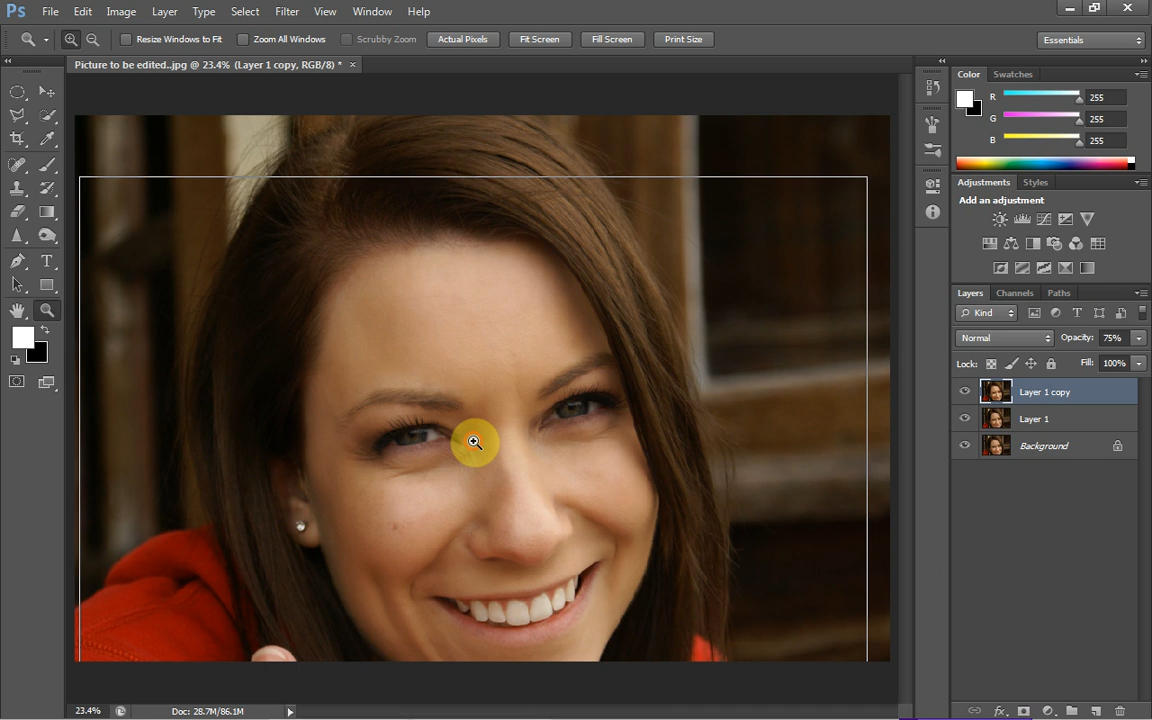 Ps File Edit Image Layer Type Select Filter View Window Help
Resize Windows to Fit Zoom All Windows Scrubby Zoom Actual Pixels Fit Screen Fill Screen Print Size Essentials
Picture to be edited..jpg @ 23.4% (Layer 1 copy, RGB/8) * ×
Color Swatches
R 255
G 255
B 255
Adjustments Styles
Add an adjustment
Layers Channels Paths
Kind
Normal Opacity: 75%
Lock: Fill: 100%
Layer 1 copy
Layer 1
Background
23.4% Doc: 28.7M/86.1M